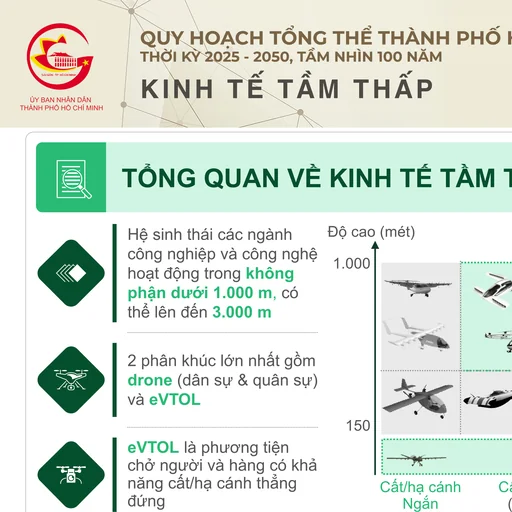 QUY HOẠCH TỔNG THỂ THÀNH PHỐ
THỜI KỲ 2025 - 2050, TẦM NHÌN 100 NĂM
KINH TẾ TẦM THẤP
ỦY BAN NHÂN DÂN
THÀNH PHỐ HỒ CHÍ MINH
TỔNG QUAN VỀ KINH TẾ TẦM
Hệ sinh thái các ngành
công nghiệp và công nghệ
hoạt động trong không
phận dưới 1.000 m, có
thể lên đến 3.000 m
2 phân khúc lớn nhất gồm
drone (dân sự & quân sự)
và eVTOL
eVTOL là phương tiện
chở người và hàng có khả
năng cất/hạ cánh thẳng
đứng
Độ cao (mét)
1.000
150
Cất/hạ cánh
Ngắn